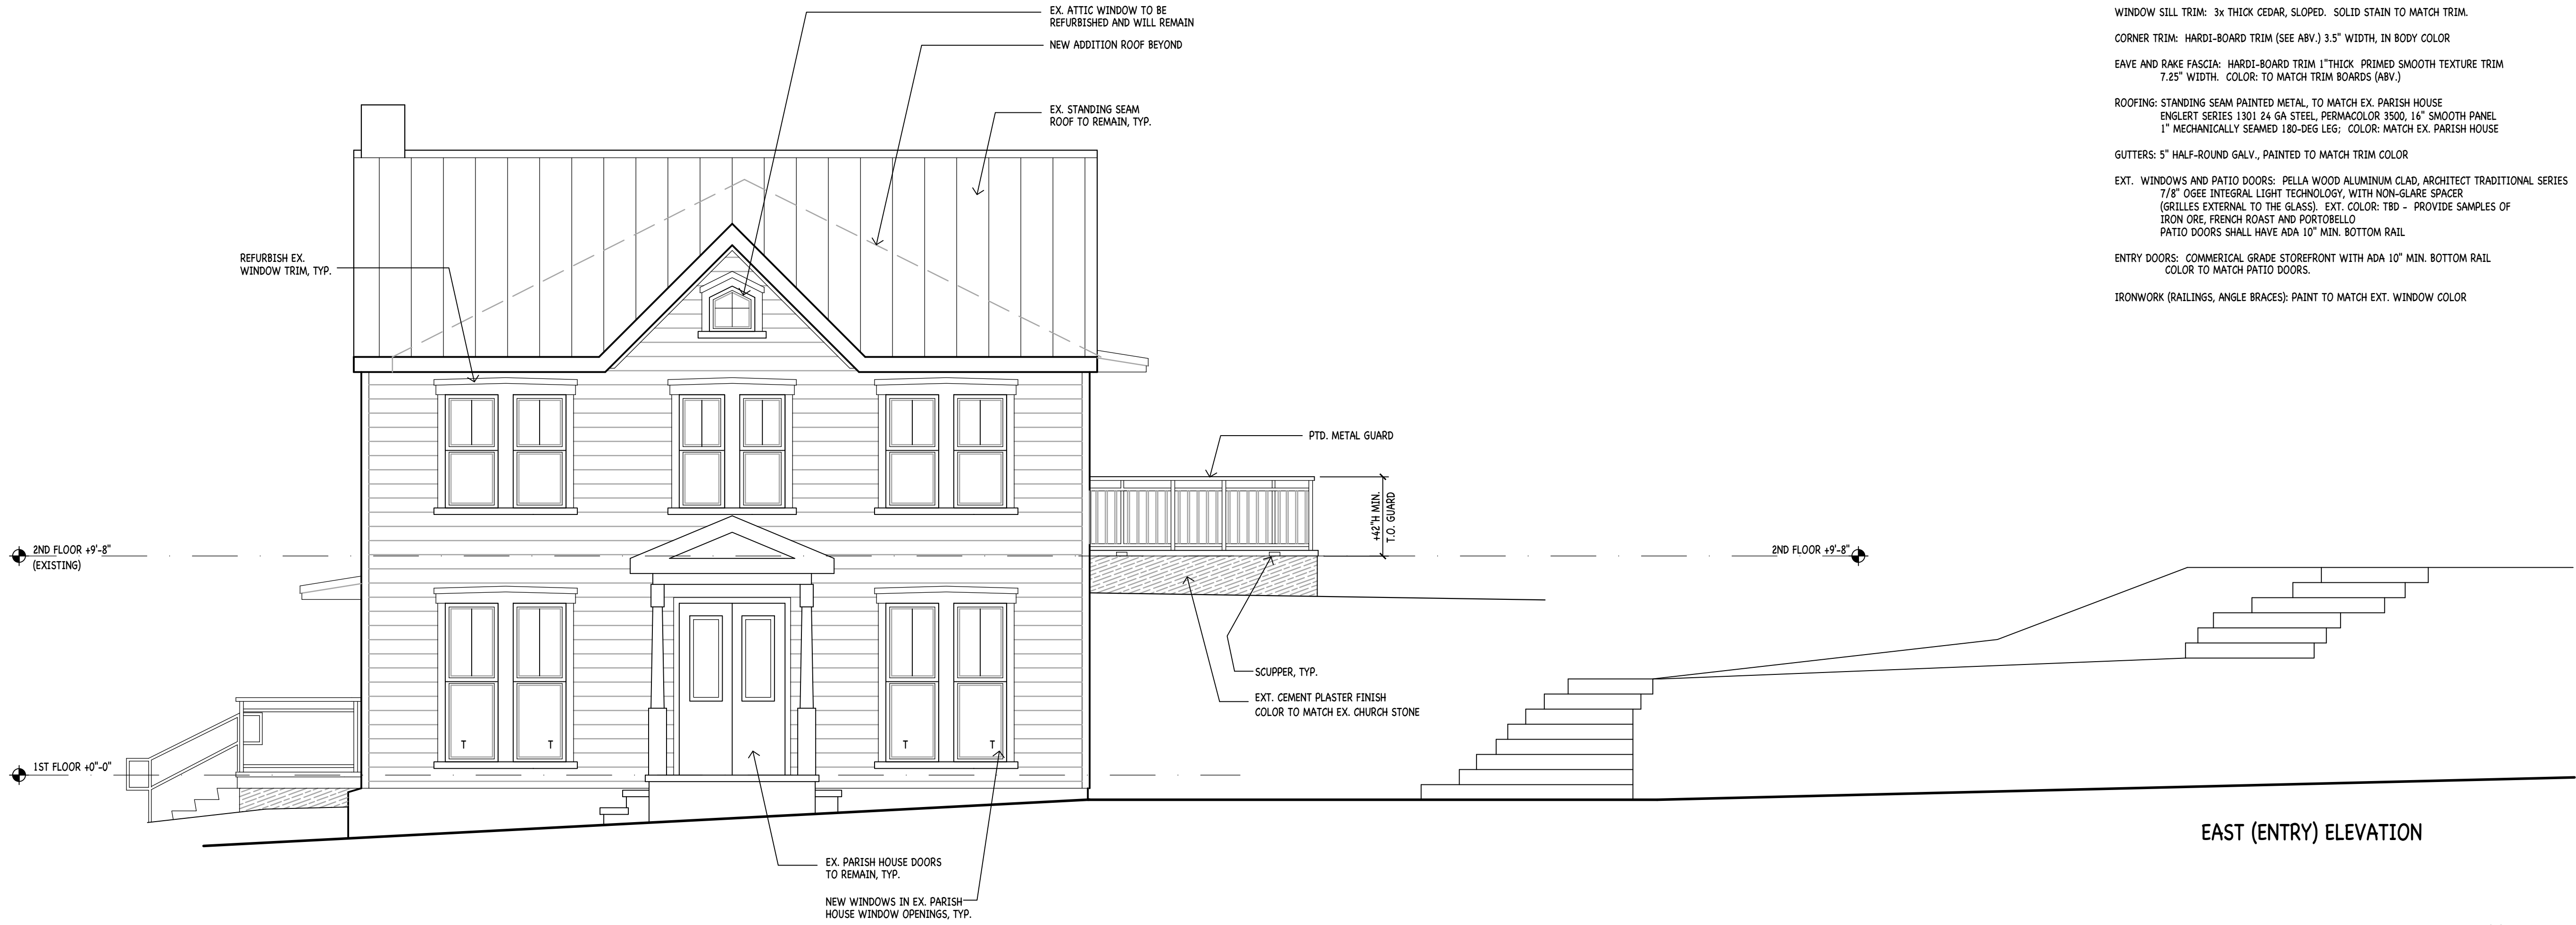 EX. ATTIC WINDOW TO BE
REFURBISHED AND WILL REMAIN
NEW ADDITION ROOF BEYOND
EX. STANDING SEAM
ROOF TO REMAIN, TYP.
REFURBISH EX.
WINDOW TRIM, TYP.
PTD. METAL GUARD
+42"H MIN.
T.O. GUARD
2ND FLOOR +9'-8"
(EXISTING)
2ND FLOOR +9'-8"
SCUPPER, TYP.
EXT. CEMENT PLASTER FINISH
COLOR TO MATCH EX. CHURCH STONE
T
T
T
T
1ST FLOOR +0"-0"
EX. PARISH HOUSE DOORS
TO REMAIN, TYP.
NEW WINDOWS IN EX. PARISH
HOUSE WINDOW OPENINGS, TYP.
WINDOW SILL TRIM: 3x THICK CEDAR, SLOPED. SOLID STAIN TO MATCH TRIM.
CORNER TRIM: HARDI-BOARD TRIM (SEE ABV.) 3.5" WIDTH, IN BODY COLOR
EAVE AND RAKE FASCIA: HARDI-BOARD TRIM 1"THICK PRIMED SMOOTH TEXTURE TRIM
7.25" WIDTH. COLOR: TO MATCH TRIM BOARDS (ABV.)
ROOFING: STANDING SEAM PAINTED METAL, TO MATCH EX. PARISH HOUSE
ENGLERT SERIES 1301 24 GA STEEL, PERMACOLOR 3500, 16" SMOOTH PANEL
1" MECHANICALLY SEAMED 180-DEG LEG; COLOR: MATCH EX. PARISH HOUSE
GUTTERS: 5" HALF-ROUND GALV., PAINTED TO MATCH TRIM COLOR
EXT. WINDOWS AND PATIO DOORS: PELLA WOOD ALUMINUM CLAD, ARCHITECT TRADITIONAL SERIES
7/8" OGEE INTEGRAL LIGHT TECHNOLOGY, WITH NON-GLARE SPACER
(GRILLES EXTERNAL TO THE GLASS). EXT. COLOR: TBD - PROVIDE SAMPLES OF
IRON ORE, FRENCH ROAST AND PORTOBELLO
PATIO DOORS SHALL HAVE ADA 10" MIN. BOTTOM RAIL
ENTRY DOORS: COMMERICAL GRADE STOREFRONT WITH ADA 10" MIN. BOTTOM RAIL
COLOR TO MATCH PATIO DOORS.
IRONWORK (RAILINGS, ANGLE BRACES): PAINT TO MATCH EXT. WINDOW COLOR
EAST (ENTRY) ELEVATION